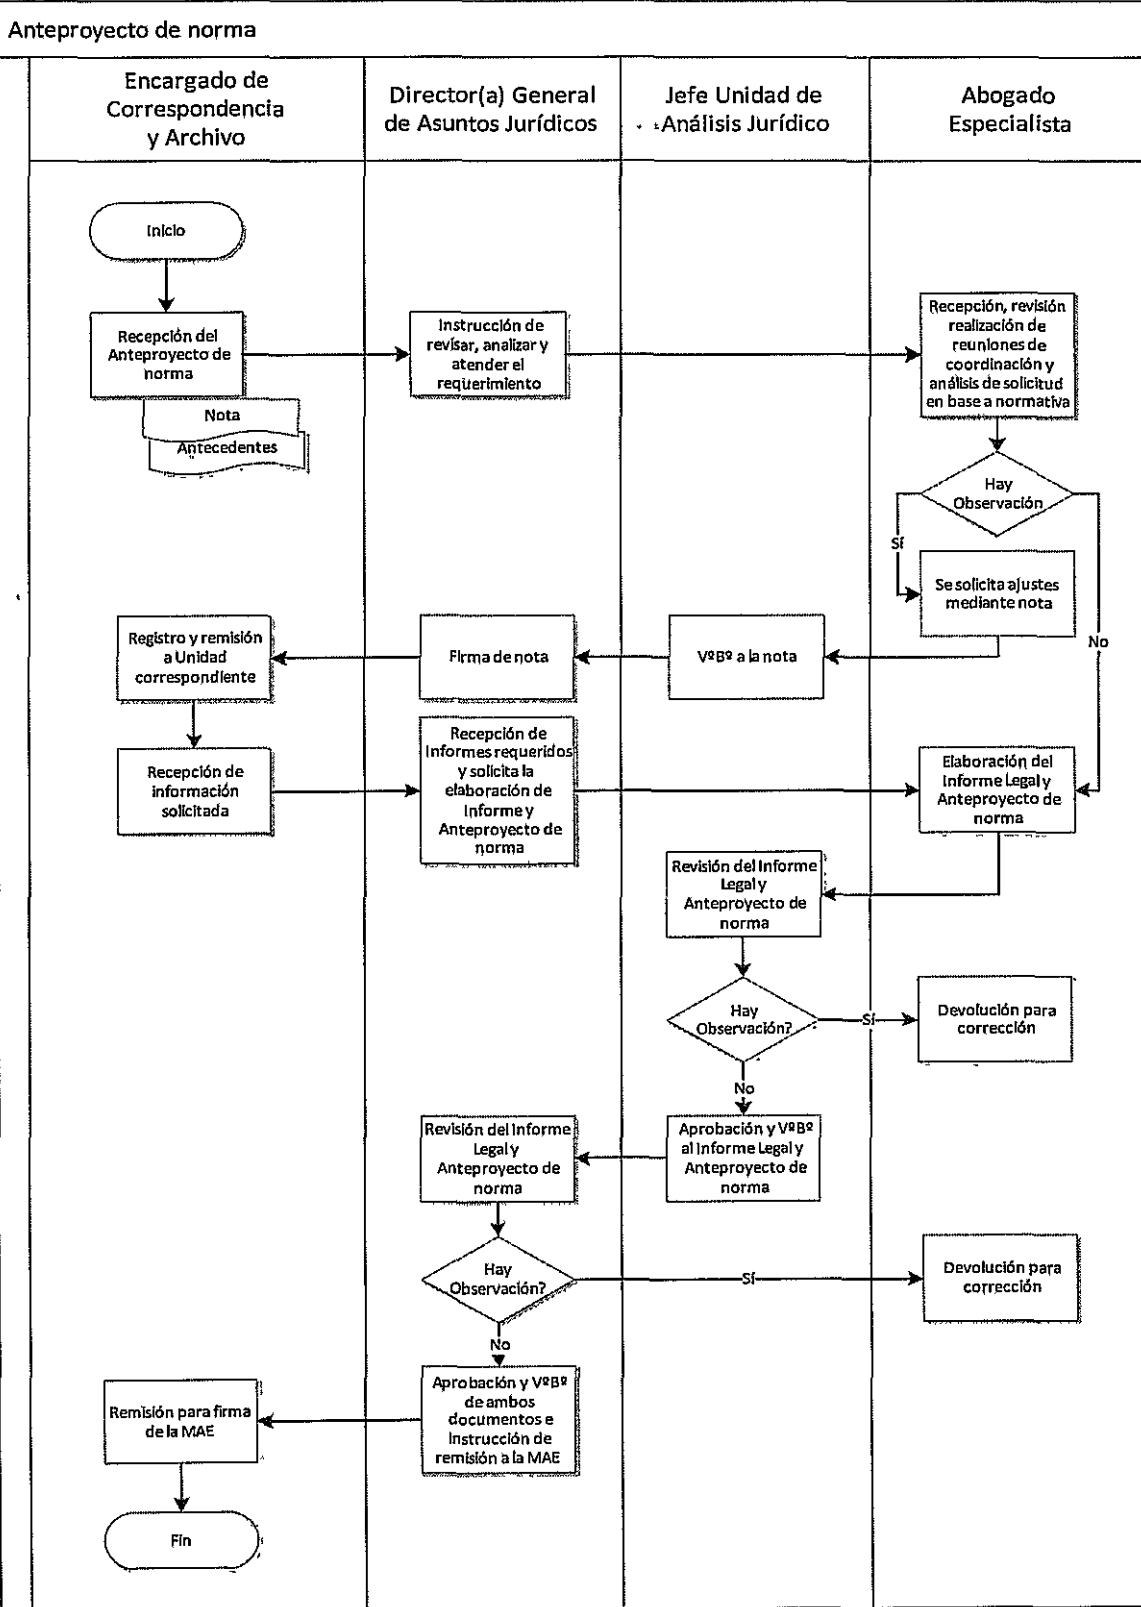 Anteproyecto de norma
Encargado de
Correspondencia
y Archivo
Director(a) General
de Asuntos Jurídicos
Jefe Unidad de
Análisis Jurídico
Abogado
Especialista
Inicio
Recepción del
Anteproyecto de
norma
Nota
Antecedentes
Instrucción de
revisar, analizar y
atender el
requerimiento
Recepción, revisión
realización de
reuniones de
coordinación y
análisis de solicitud
en base a normativa
Hay
Observación
Sí
No
Se solicita ajustes
mediante nota
VºBº a la nota
Firma de nota
Registro y remisión
a Unidad
correspondiente
Recepción de
información
solicitada
Recepción de
Informes requeridos
y solicita la
elaboración de
Informe y
Anteproyecto de
norma
Elaboración del
Informe Legal y
Anteproyecto de
norma
Revisión del Informe
Legal y
Anteproyecto de
norma
Hay
Observación?
Sí
Devolución para
corrección
No
Aprobación y VºBº
al Informe Legal y
Anteproyecto de
norma
Revisión del Informe
Legal y
Anteproyecto de
norma
Hay
Observación?
Sí
Devolución para
corrección
No
Aprobación y VºBº
de ambos
documentos e
Instrucción de
remisión a la MAE
Remisión para firma
de la MAE
Fin